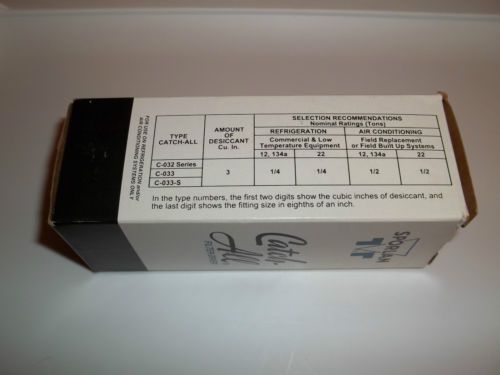 FOR USE ON REFRIGERATION and/or
AIR CONDITIONING SYSTEMS ONLY
TYPE
CATCH-ALL
AMOUNT
OF
DESICCANT
Cu. In.
SELECTION RECOMMENDATIONS
Nominal Ratings (Tons)
REFRIGERATION
AIR CONDITIONING
Commercial & Low
Temperature Equipment
Field Replacement
or Field Built Up Systems
12, 134a
22
12, 134a
22
C-032 Series
C-033
C-033-S
3
1/4
1/4
1/2
1/2
In the type numbers, the first two digits show the cubic inches of desiccant, and
the last digit shows the fitting size in eighths of an inch.
Catch-
All
FILTER-DRIER
SPORLAN